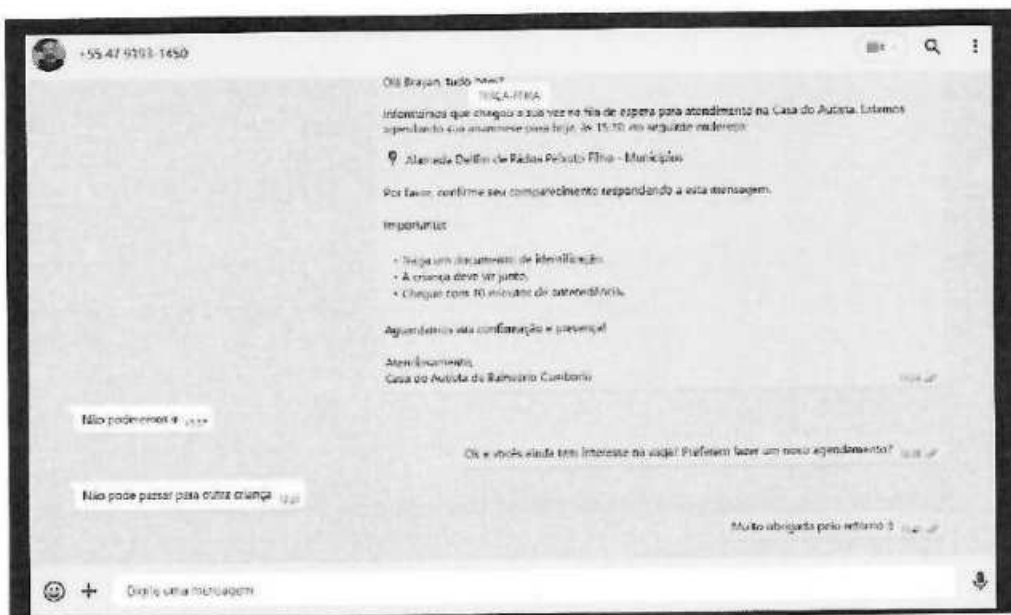 +55 47 9193-1450
Olá Brayan, tudo bem?
TERÇA-FEIRA
Informamos que chegou a sua vez na fila de espera para atendimento na Casa do Autista. Estamos
agendando sua anamnese para hoje, às 15:30 no seguinte endereço:
Alameda Delfim de Pádua Peixoto Filho - Municípios
Por favor, confirme seu comparecimento respondendo a esta mensagem.
Importante:
• Traga um documento de identificação.
• A criança deve vir junto.
• Chegue com 10 minutos de antecedência.
Aguardamos sua confirmação e presença!
Atenciosamente,
Casa do Autista de Balneário Camboriú
Não poderemos ir
Ok e vocês ainda tem interesse na vaga? Preferem fazer um novo agendamento?
Não pode passar para outra criança
Muito obrigada pelo retorno
Digite uma mensagem